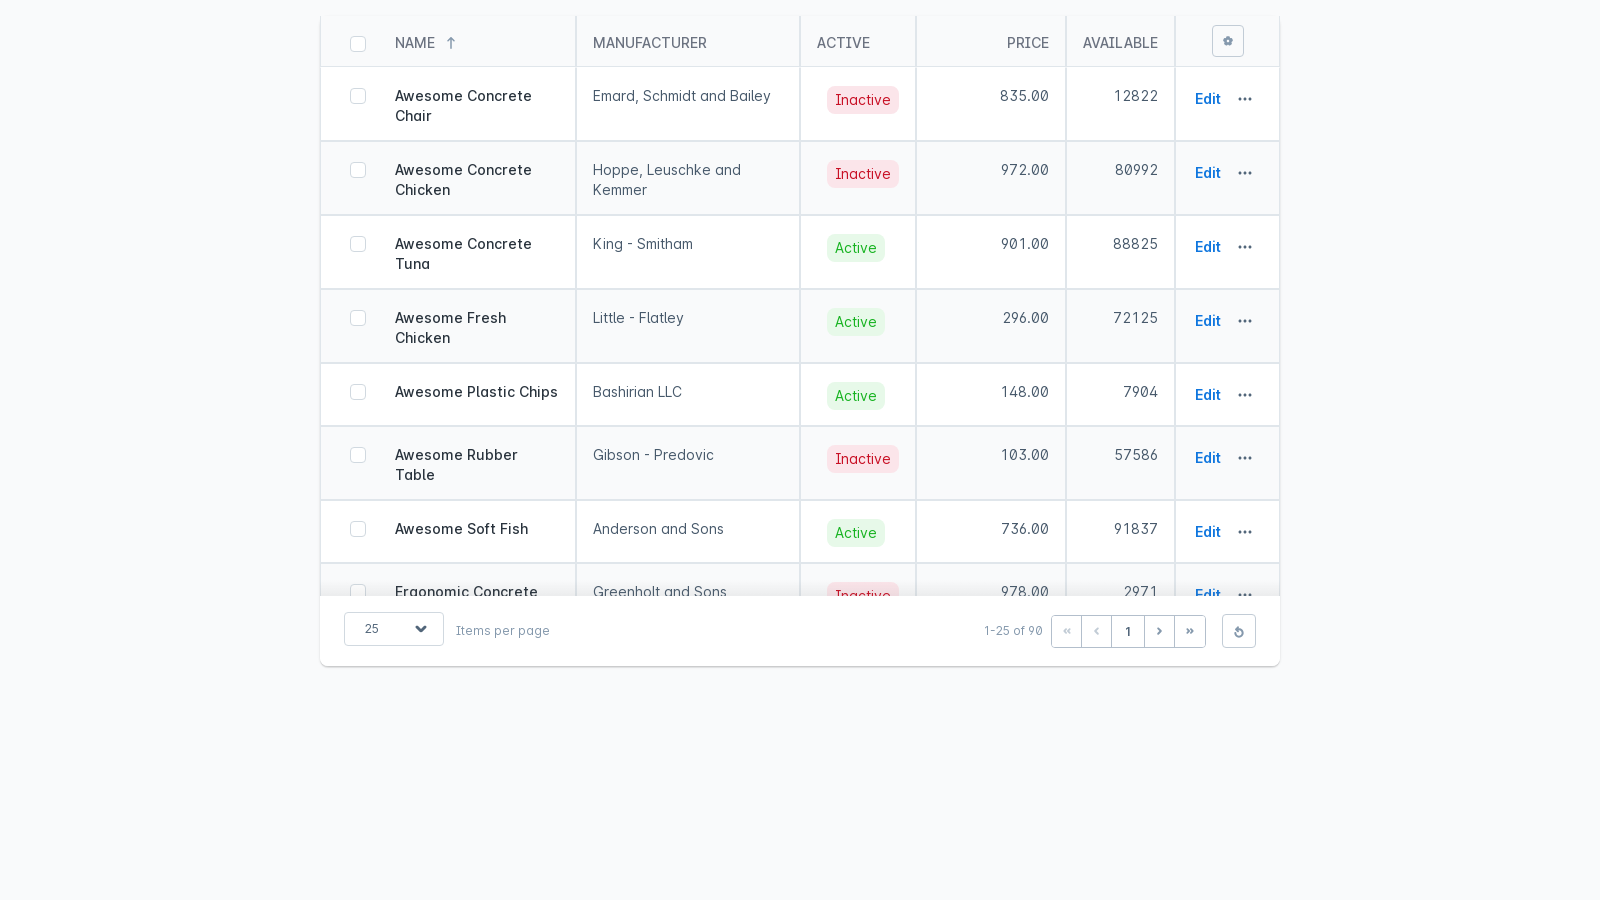 NAME MANUFACTURER ACTIVE PRICE AVAILABLE
Awesome Concrete Chair Emard, Schmidt and Bailey Inactive 835.00 12822 Edit
Awesome Concrete Chicken Hoppe, Leuschke and Kemmer Inactive 972.00 80992 Edit
Awesome Concrete Tuna King - Smitham Active 901.00 88825 Edit
Awesome Fresh Chicken Little - Flatley Active 296.00 72125 Edit
Awesome Plastic Chips Bashirian LLC Active 148.00 7904 Edit
Awesome Rubber Table Gibson - Predovic Inactive 103.00 57586 Edit
Awesome Soft Fish Anderson and Sons Active 736.00 91837 Edit
Ergonomic Concrete Greenholt and Sons Inactive 978.00 2971 Edit
25 Items per page 1-25 of 90 1